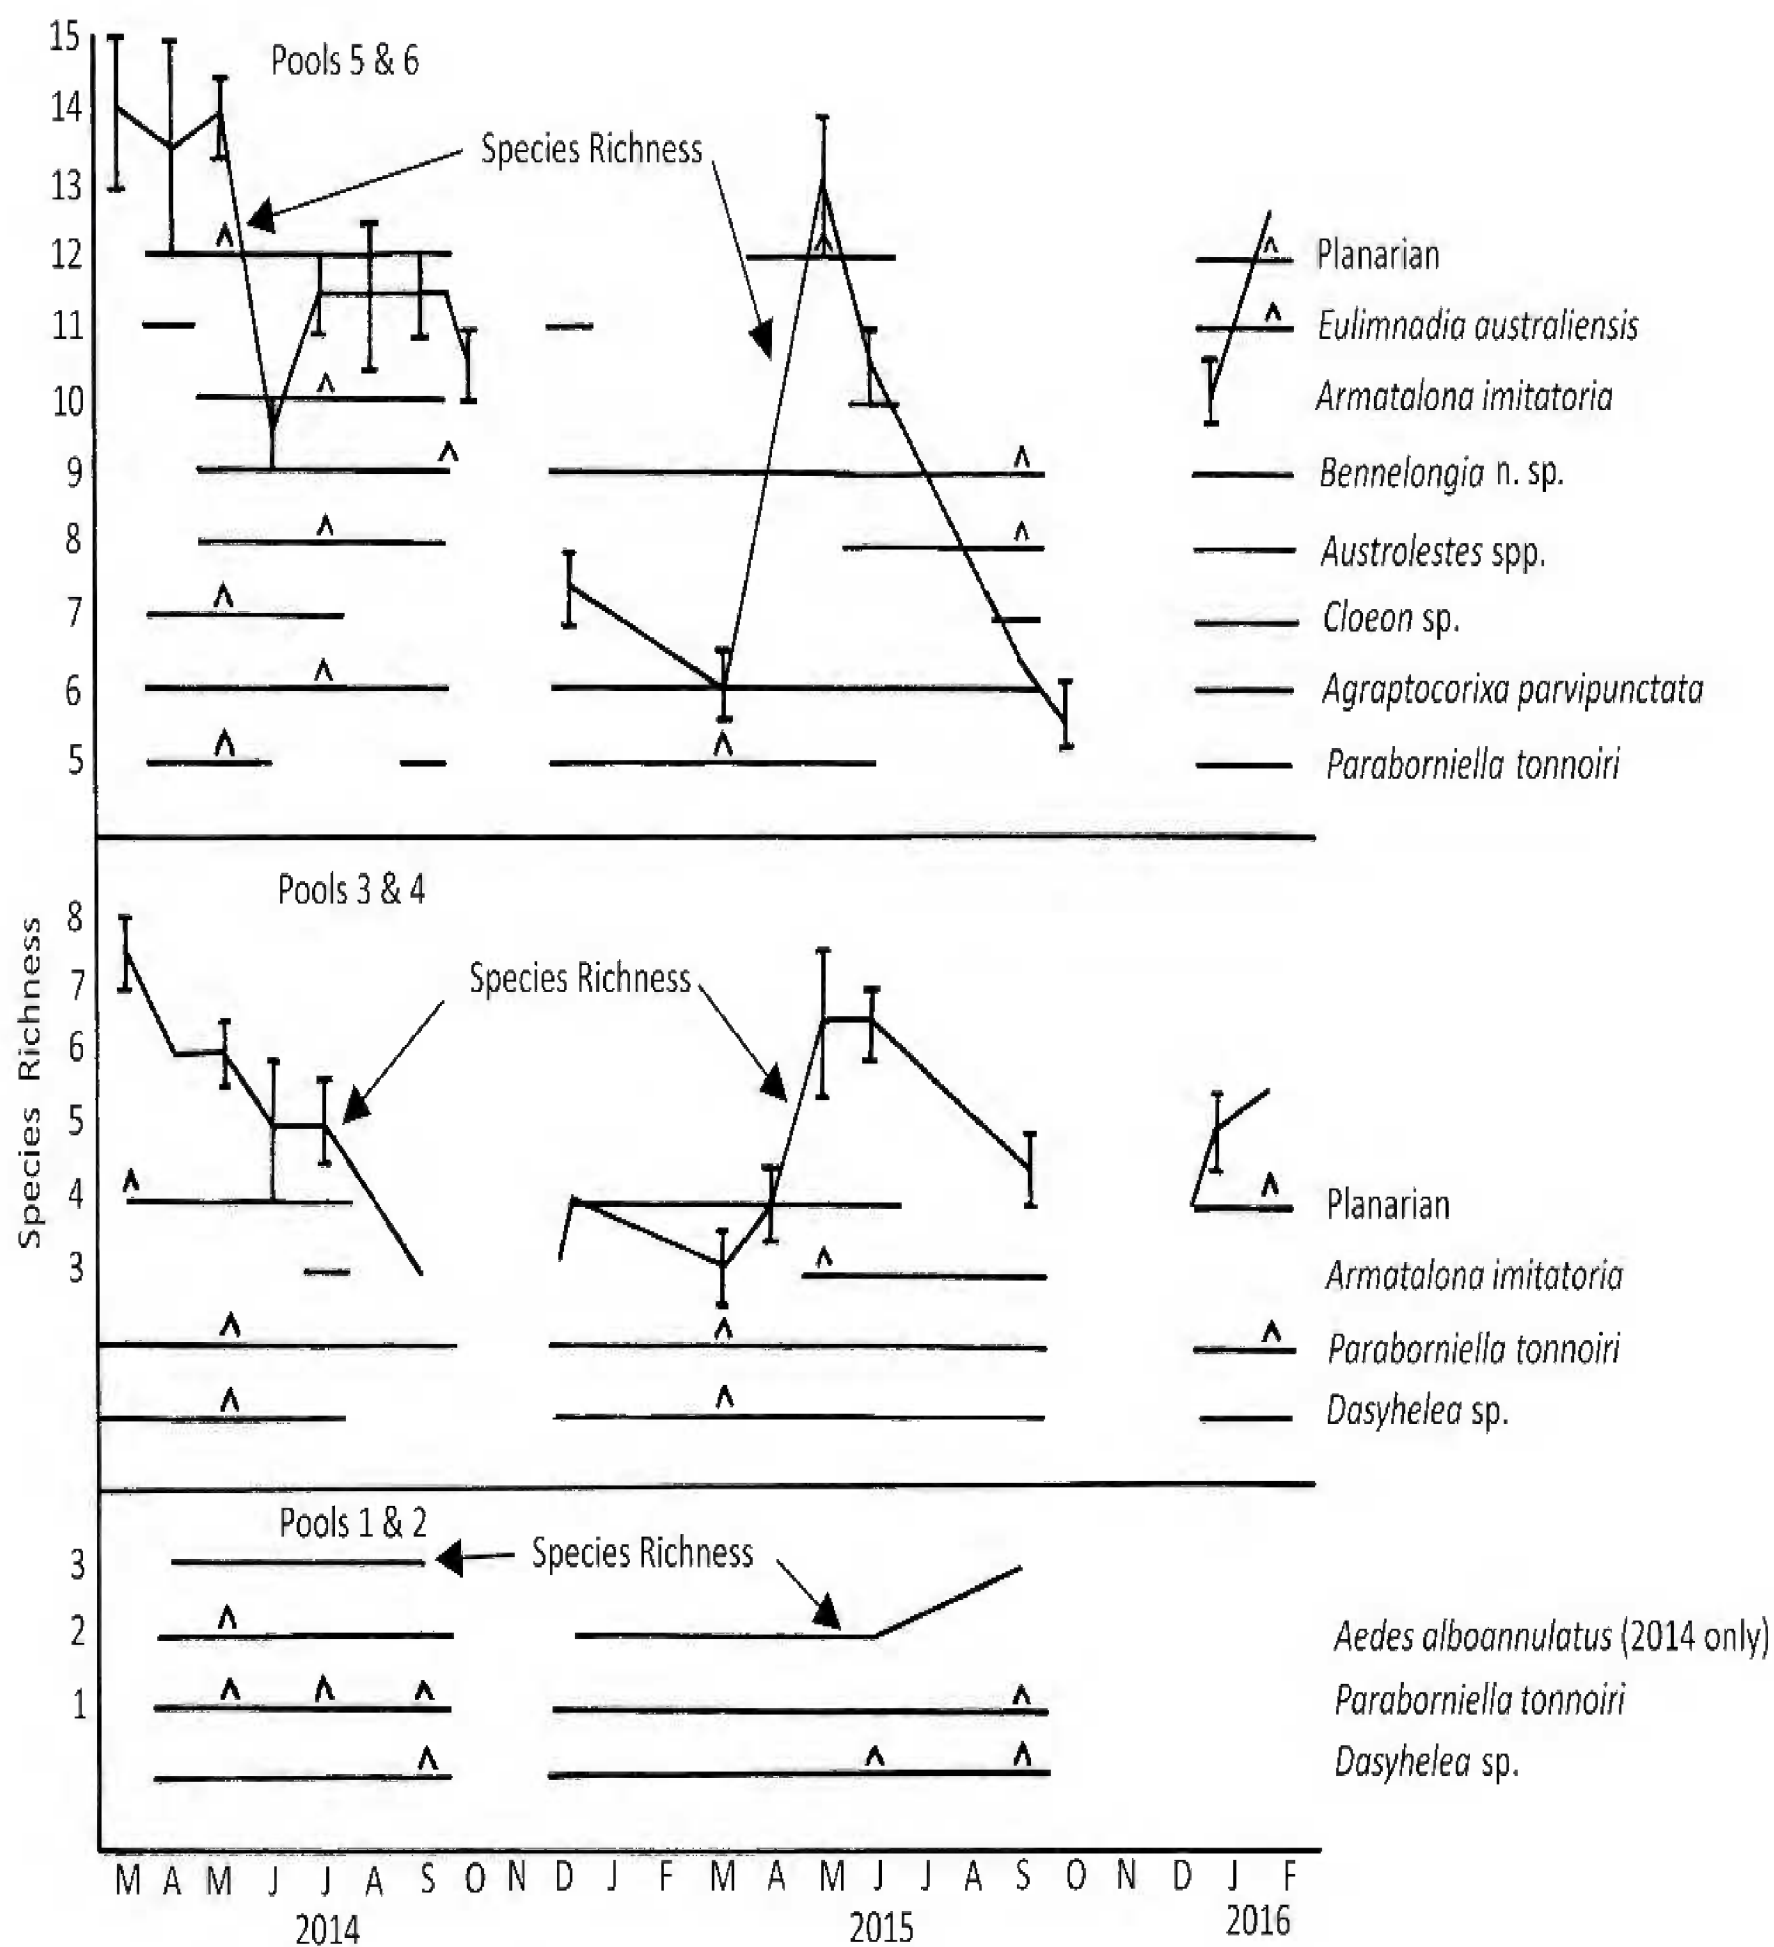 15
Pools 5 & 6
14
Species Richness
13
12
Planarian
11
Eulimnadia australiensis
10
Armatalona imitatoria
9
Bennelongia n. sp.
8
Austrolestes spp.
7
Cloeon sp.
6
Agraptocorixa parvipunctata
5
Paraborniella tonnoiri
Species Richness
Pools 3 & 4
8
Species Richness
7
6
5
4
Planarian
3
Armatalona imitatoria
Paraborniella tonnoiri
Dasyhelea sp.
Pools 1 & 2
Species Richness
3
2
Aedes alboannulatus (2014 only)
1
Paraborniella tonnoiri
Dasyhelea sp.
M A M J J A S O N D J F M A M J J A S O N D J F
2014 2015 2016